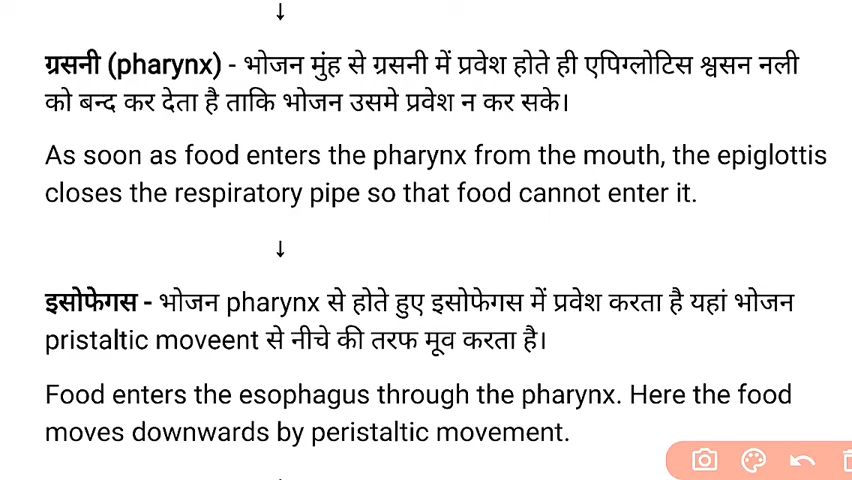 ↓
ग्रसनी (pharynx) - भोजन मुंह से ग्रसनी में प्रवेश होते ही एपिग्लोटिस श्वसन नली
को बन्द कर देता है ताकि भोजन उसमे प्रवेश न कर सके।
As soon as food enters the pharynx from the mouth, the epiglottis
closes the respiratory pipe so that food cannot enter it.
↓
इसोफेगस - भोजन pharynx से होते हुए इसोफेगस में प्रवेश करता है यहां भोजन
pristaltic moveent से नीचे की तरफ मूव करता है।
Food enters the esophagus through the pharynx. Here the food
moves downwards by peristaltic movement.